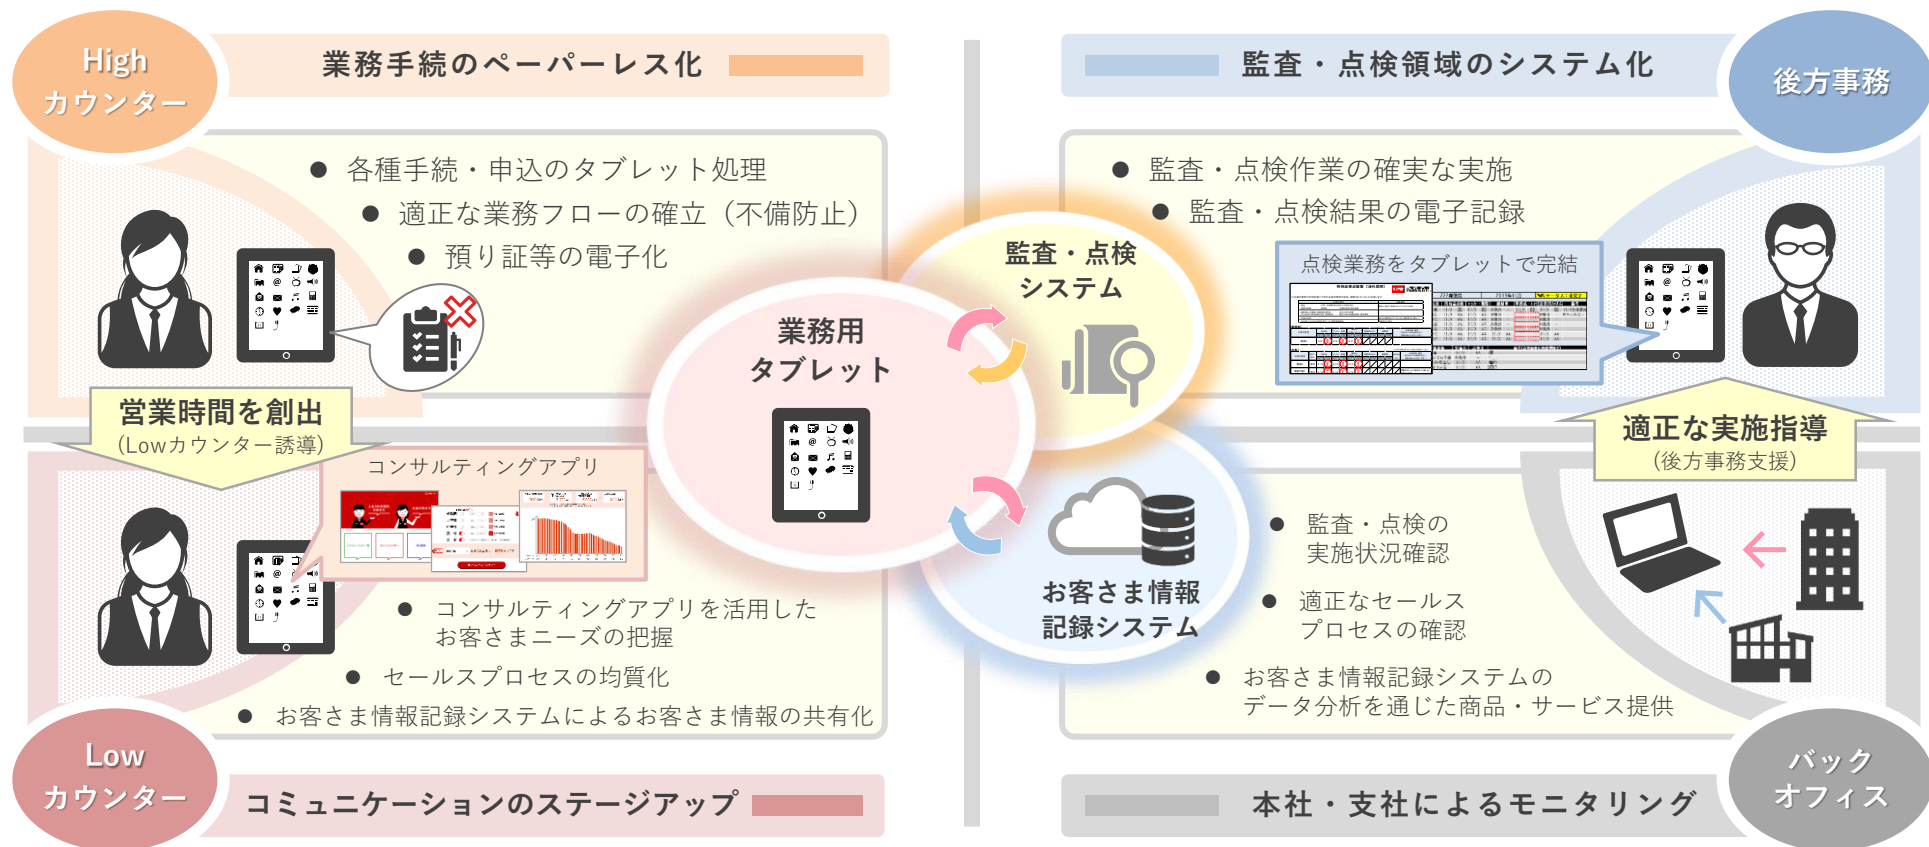 High
カウンター
業務手続のペーパーレス化
● 各種手続・申込のタブレット処理
● 適正な業務フローの確立（不備防止）
● 預り証等の電子化
監査・点検領域のシステム化
後方事務
● 監査・点検作業の確実な実施
● 監査・点検結果の電子記録
点検業務をタブレットで完結
監査・点検
システム
業務用
タブレット
お客さま情報
記録システム
営業時間を創出
(Lowカウンター誘導)
適正な実施指導
(後方事務支援)
コンサルティングアプリ
● コンサルティングアプリを活用した
お客さまニーズの把握
● セールスプロセスの均質化
● お客さま情報記録システムによるお客さま情報の共有化
Low
カウンター
コミュニケーションのステージアップ
● 監査・点検の
実施状況確認
● 適正なセールス
プロセスの確認
● お客さま情報記録システムの
データ分析を通じた商品・サービス提供
本社・支社によるモニタリング
バック
オフィス